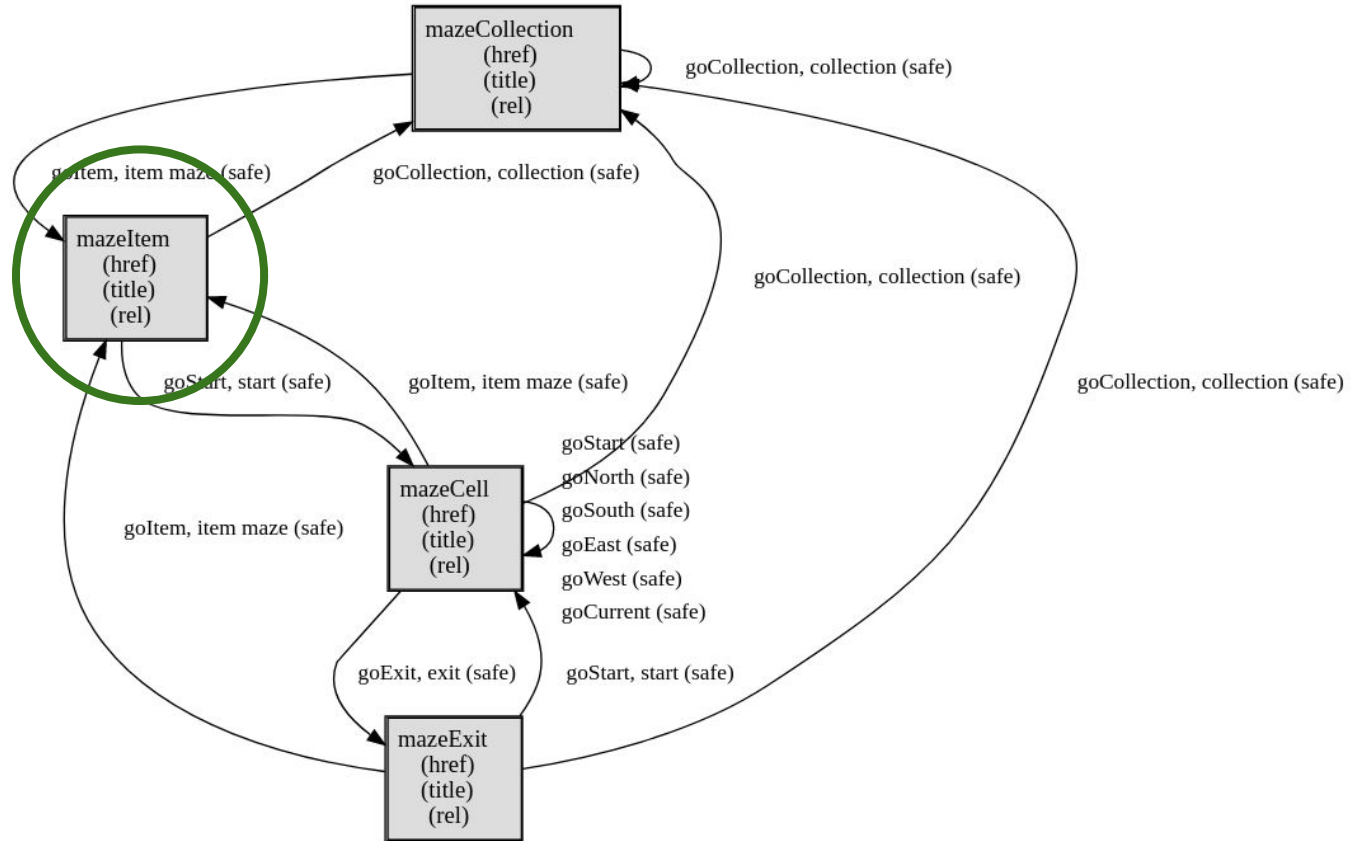 mazeCollection
(href)
(title)
(rel)
goCollection, collection (safe)
goItem, item maze (safe)
goCollection, collection (safe)
mazeItem
(href)
(title)
(rel)
goCollection, collection (safe)
goStart, start (safe)
goItem, item maze (safe)
goCollection, collection (safe)
goStart (safe)
goNorth (safe)
goSouth (safe)
goEast (safe)
goWest (safe)
goCurrent (safe)
mazeCell
(href)
(title)
(rel)
goItem, item maze (safe)
goExit, exit (safe)
goStart, start (safe)
mazeExit
(href)
(title)
(rel)